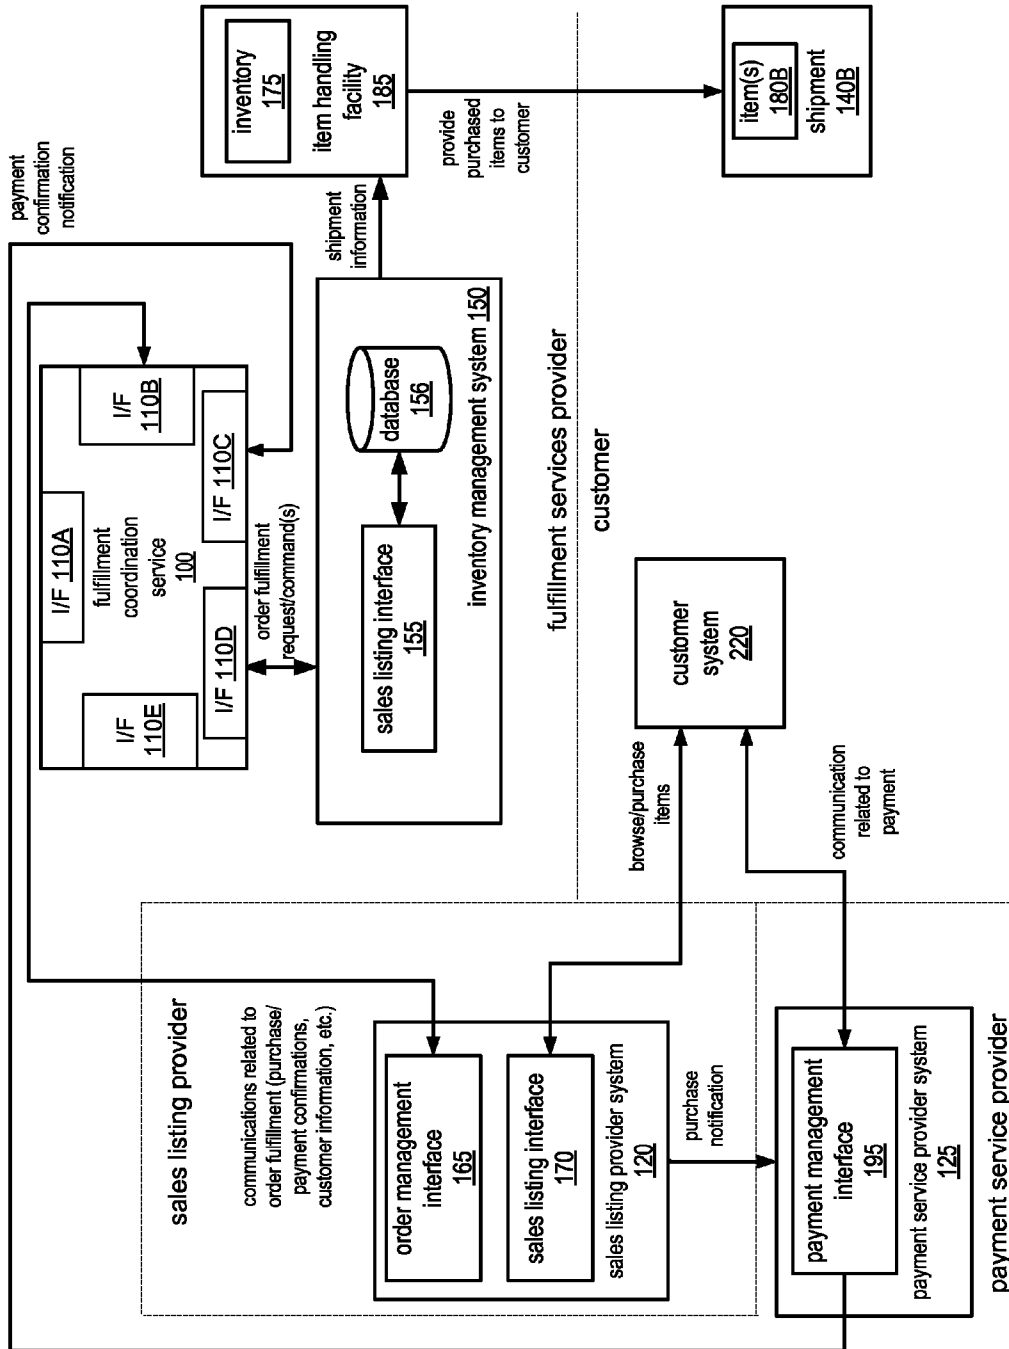 sales listing provider
communications related to
order fulfillment (purchase/
payment confirmations,
customer information, etc.)
order management
interface
165
sales listing interface
170
sales listing provider system
120
purchase
notification
payment management
interface
195
payment service provider system
125
payment service provider
payment
confirmation
notification
I/F 110A
I/F
110B
I/F 110C
I/F 110D
I/F
110E
fulfillment
coordination
service
100
order fulfillment
request/command(s)
sales listing interface
155
database
156
inventory management system 150
shipment
information
inventory
175
item handling
facility
185
provide
purchased
items to
customer
fulfillment services provider
customer
browse/purchase
items
customer
system
220
communication
related to
payment
item(s)
180B
shipment
140B